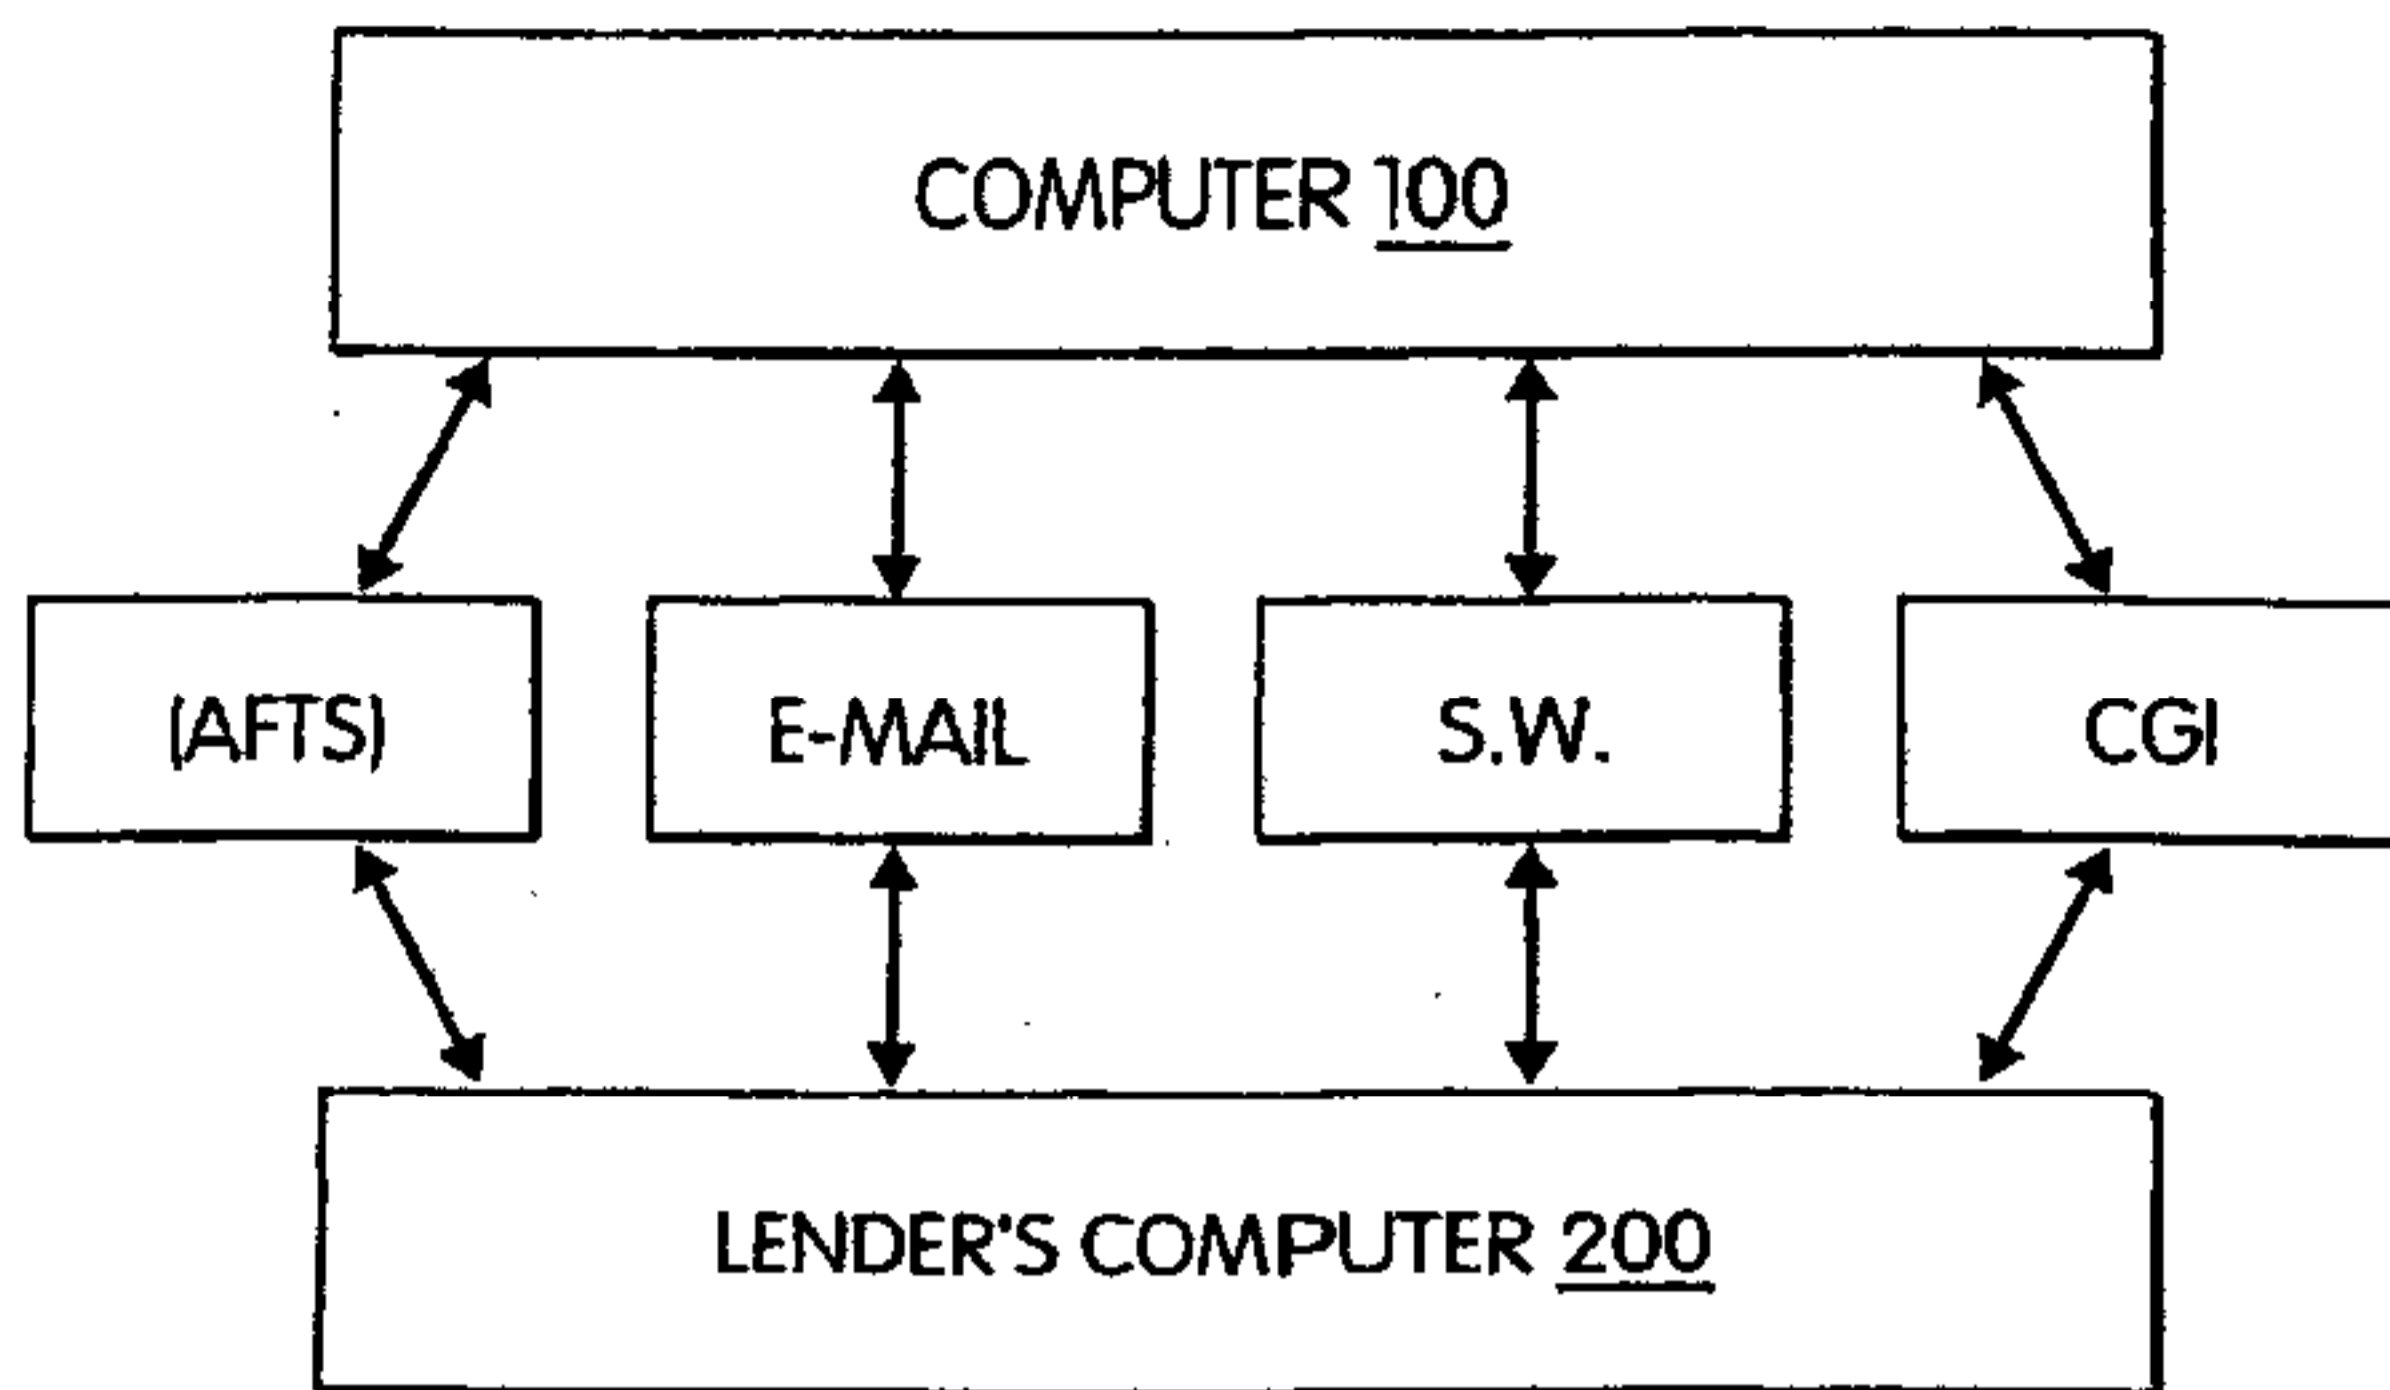 COMPUTER 100
(AFTS)
E-MAIL
S.W.
CGI
LENDER'S COMPUTER 200